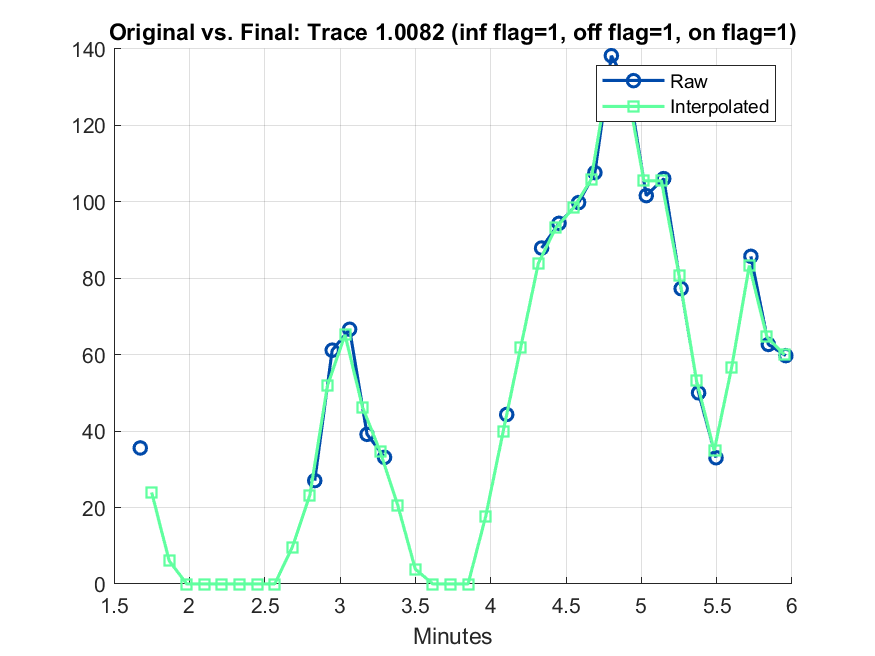 Original vs. Final: Trace 1.0082 (inf flag=1, off flag=1, on flag=1)
140
120
100
80
60
40
20
0
Raw
Interpolated
1.5 2 2.5 3 3.5 4 4.5 5 5.5 6
Minutes